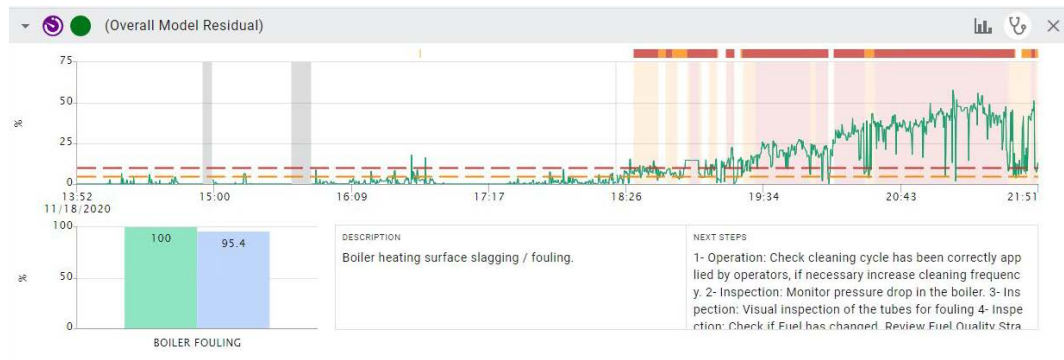 (Overall Model Residual)
75
50
25
0
%
13:52
15:00
16:09
17:17
18:26
19:34
20:43
21:51
11/18/2020
100
50
0
%
100
95.4
BOILER FOULING
DESCRIPTION
Boiler heating surface slagging / fouling.
NEXT STEPS
1- Operation: Check cleaning cycle has been correctly app
lied by operators, if necessary increase cleaning frequenc
y. 2- Inspection: Monitor pressure drop in the boiler. 3- Ins
pection: Visual inspection of the tubes for fouling 4- Inspe
ction: Check if Fuel has changed. Review Fuel Quality Stra